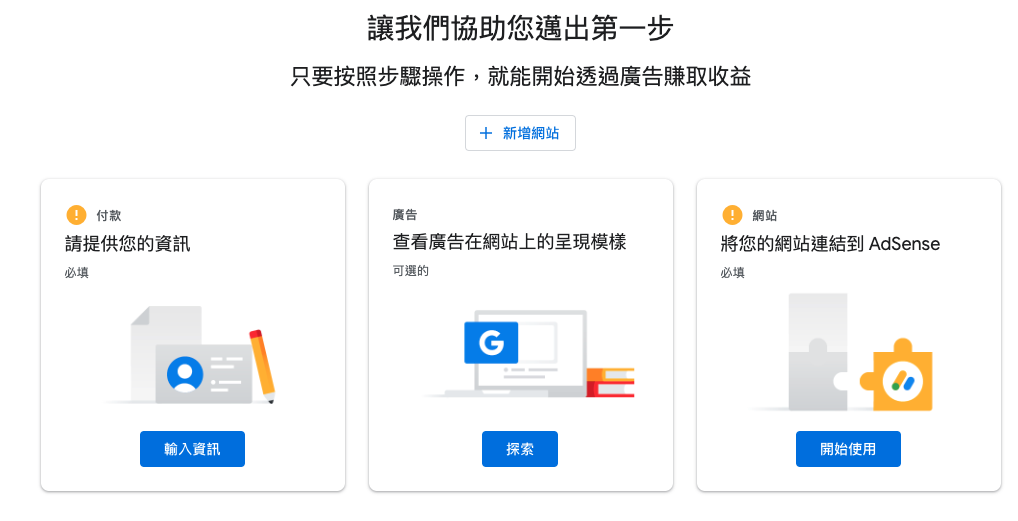 讓我們協助您邁出第一步
只要按照步驟操作，就能開始透過廣告賺取收益
+ 新增網站
付款
請提供您的資訊
必填
輸入資訊
廣告
查看廣告在網站上的呈現模樣
可選的
G
探索
網站
將您的網站連結到 AdSense
必填
開始使用